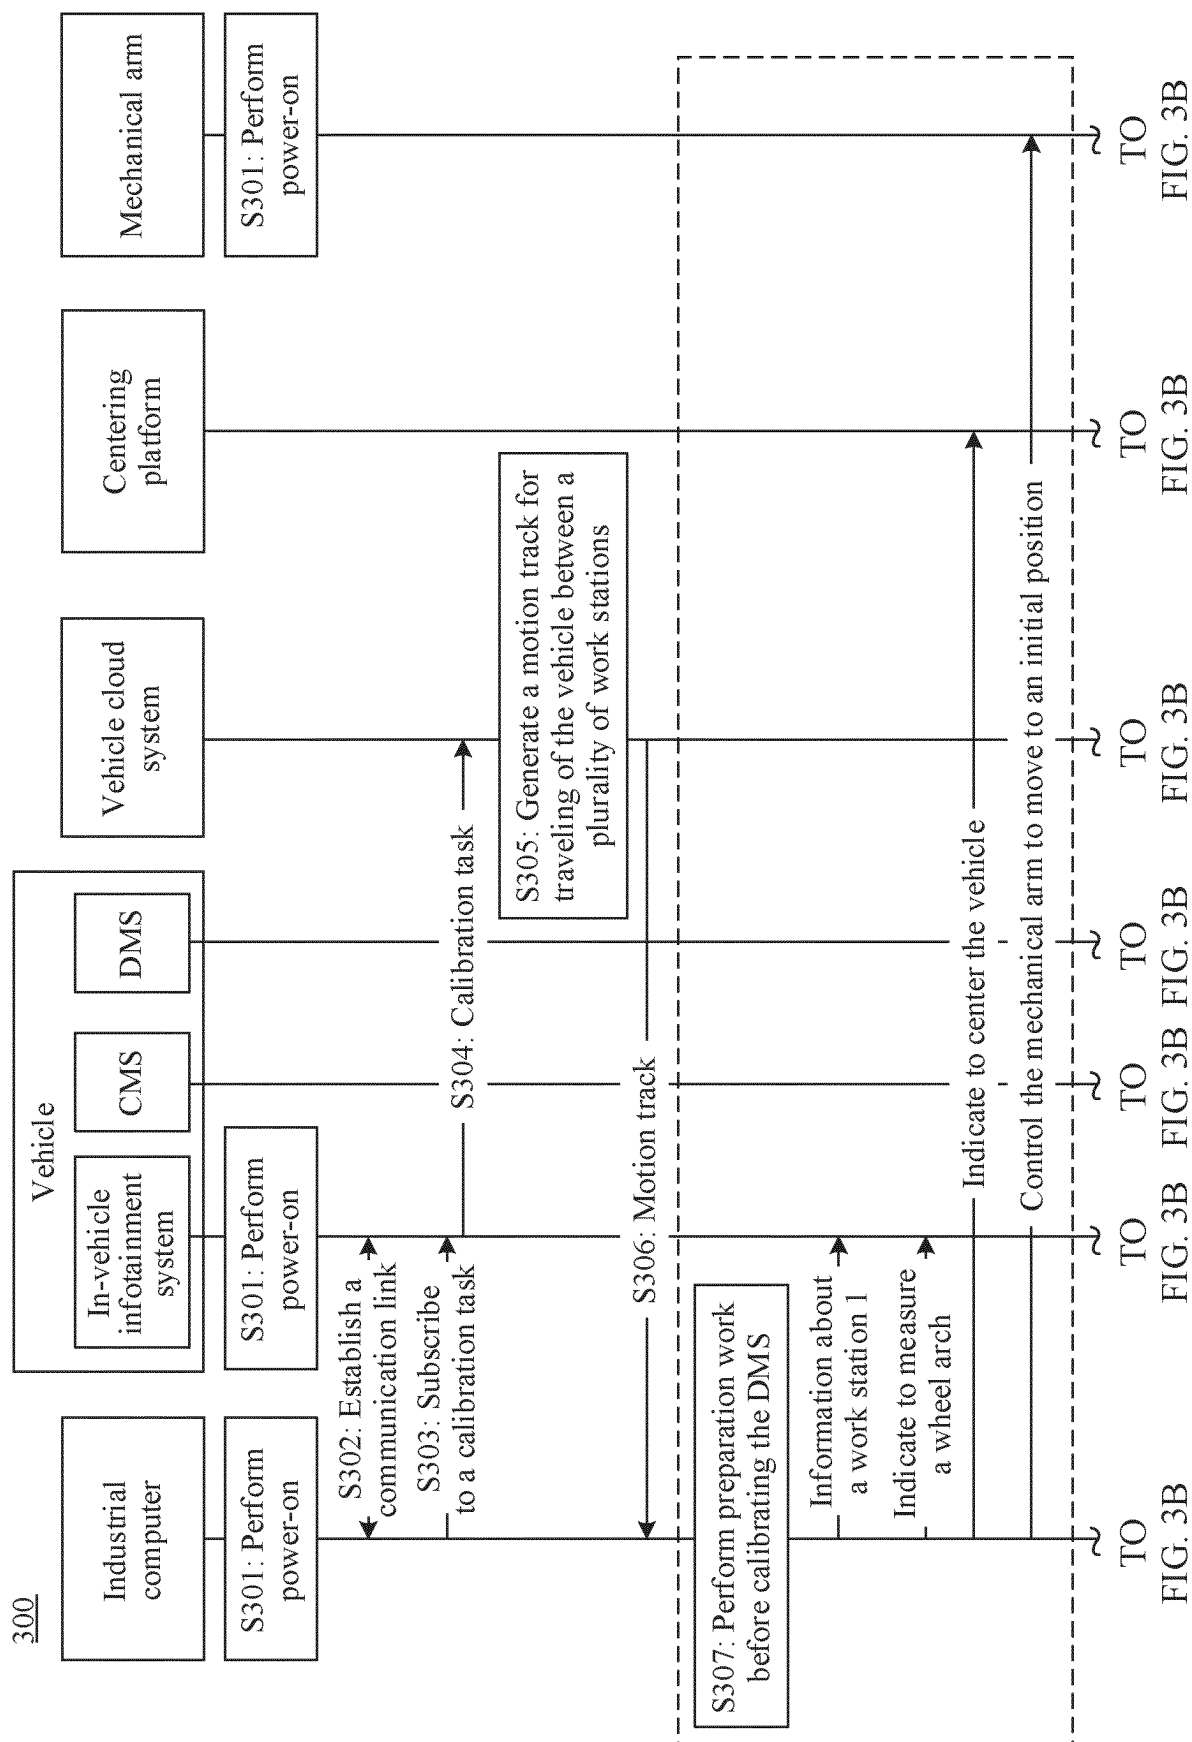 300
Vehicle
Industrial
computer
In-vehicle
infotainment
system
CMS
DMS
Vehicle cloud
system
Centering
platform
Mechanical arm
S301: Perform
power-on
S301: Perform
power-on
S301: Perform
power-on
S302: Establish a
communication link
S303: Subscribe
to a calibration task
S304: Calibration task
S305: Generate a motion track for
traveling of the vehicle between a
plurality of work stations
S306: Motion track
S307: Perform preparation work
before calibrating the DMS
Information about
a work station 1
Indicate to measure
a wheel arch
Indicate to center the vehicle
Control the mechanical arm to move to an initial position
TO
FIG. 3B
TO
FIG. 3B
TO
FIG. 3B
TO
FIG. 3B
TO
FIG. 3B
TO
FIG. 3B
TO
FIG. 3B